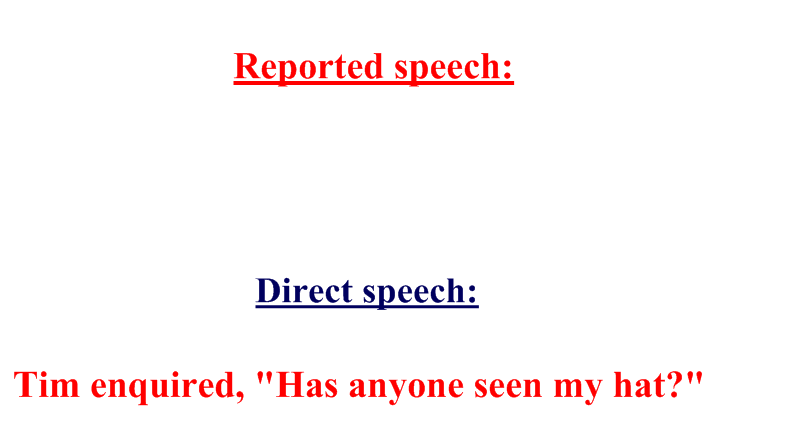 Reported speech:
Direct speech:
Tim enquired, "Has anyone seen my hat?"